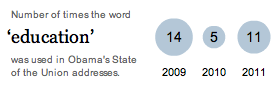 Number of times the word
‘education’
was used in Obama's State
of the Union addresses.
14 5 11
2009 2010 2011